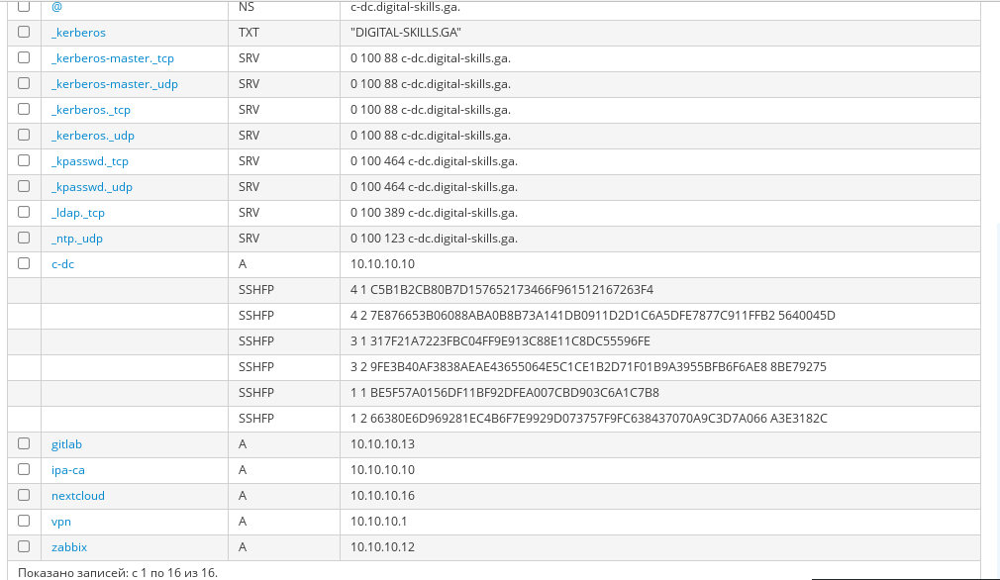 @ NS c-dc.digital-skills.ga.
_kerberos TXT "DIGITAL-SKILLS.GA"
_kerberos-master._tcp SRV 0 100 88 c-dc.digital-skills.ga.
_kerberos-master._udp SRV 0 100 88 c-dc.digital-skills.ga.
_kerberos._tcp SRV 0 100 88 c-dc.digital-skills.ga.
_kerberos._udp SRV 0 100 88 c-dc.digital-skills.ga.
_kpasswd._tcp SRV 0 100 464 c-dc.digital-skills.ga.
_kpasswd._udp SRV 0 100 464 c-dc.digital-skills.ga.
_ldap._tcp SRV 0 100 389 c-dc.digital-skills.ga.
_ntp._udp SRV 0 100 123 c-dc.digital-skills.ga.
c-dc A 10.10.10.10
SSHFP 4 1 C5B1B2CB80B7D157652173466F961512167263F4
SSHFP 4 2 7E876653B06088ABA0B8B73A141DB0911D2D1C6A5DFE7877C911FFB2 5640045D
SSHFP 3 1 317F21A7223FBC04FF9E913C88E11C8DC55596FE
SSHFP 3 2 9FE3B40AF3838AEAE43655064E5C1CE1B2D71F01B9A3955BFB6F6AE8 8BE79275
SSHFP 1 1 BE5F57A0156DF11BF92DFEA007CBD903C6A1C7B8
SSHFP 1 2 66380E6D969281EC4B6F7E9929D073757F9FC638437070A9C3D7A066 A3E3182C
gitlab A 10.10.10.13
ipa-ca A 10.10.10.10
nextcloud A 10.10.10.16
vpn A 10.10.10.1
zabbix A 10.10.10.12
Показано записей: с 1 по 16 из 16.